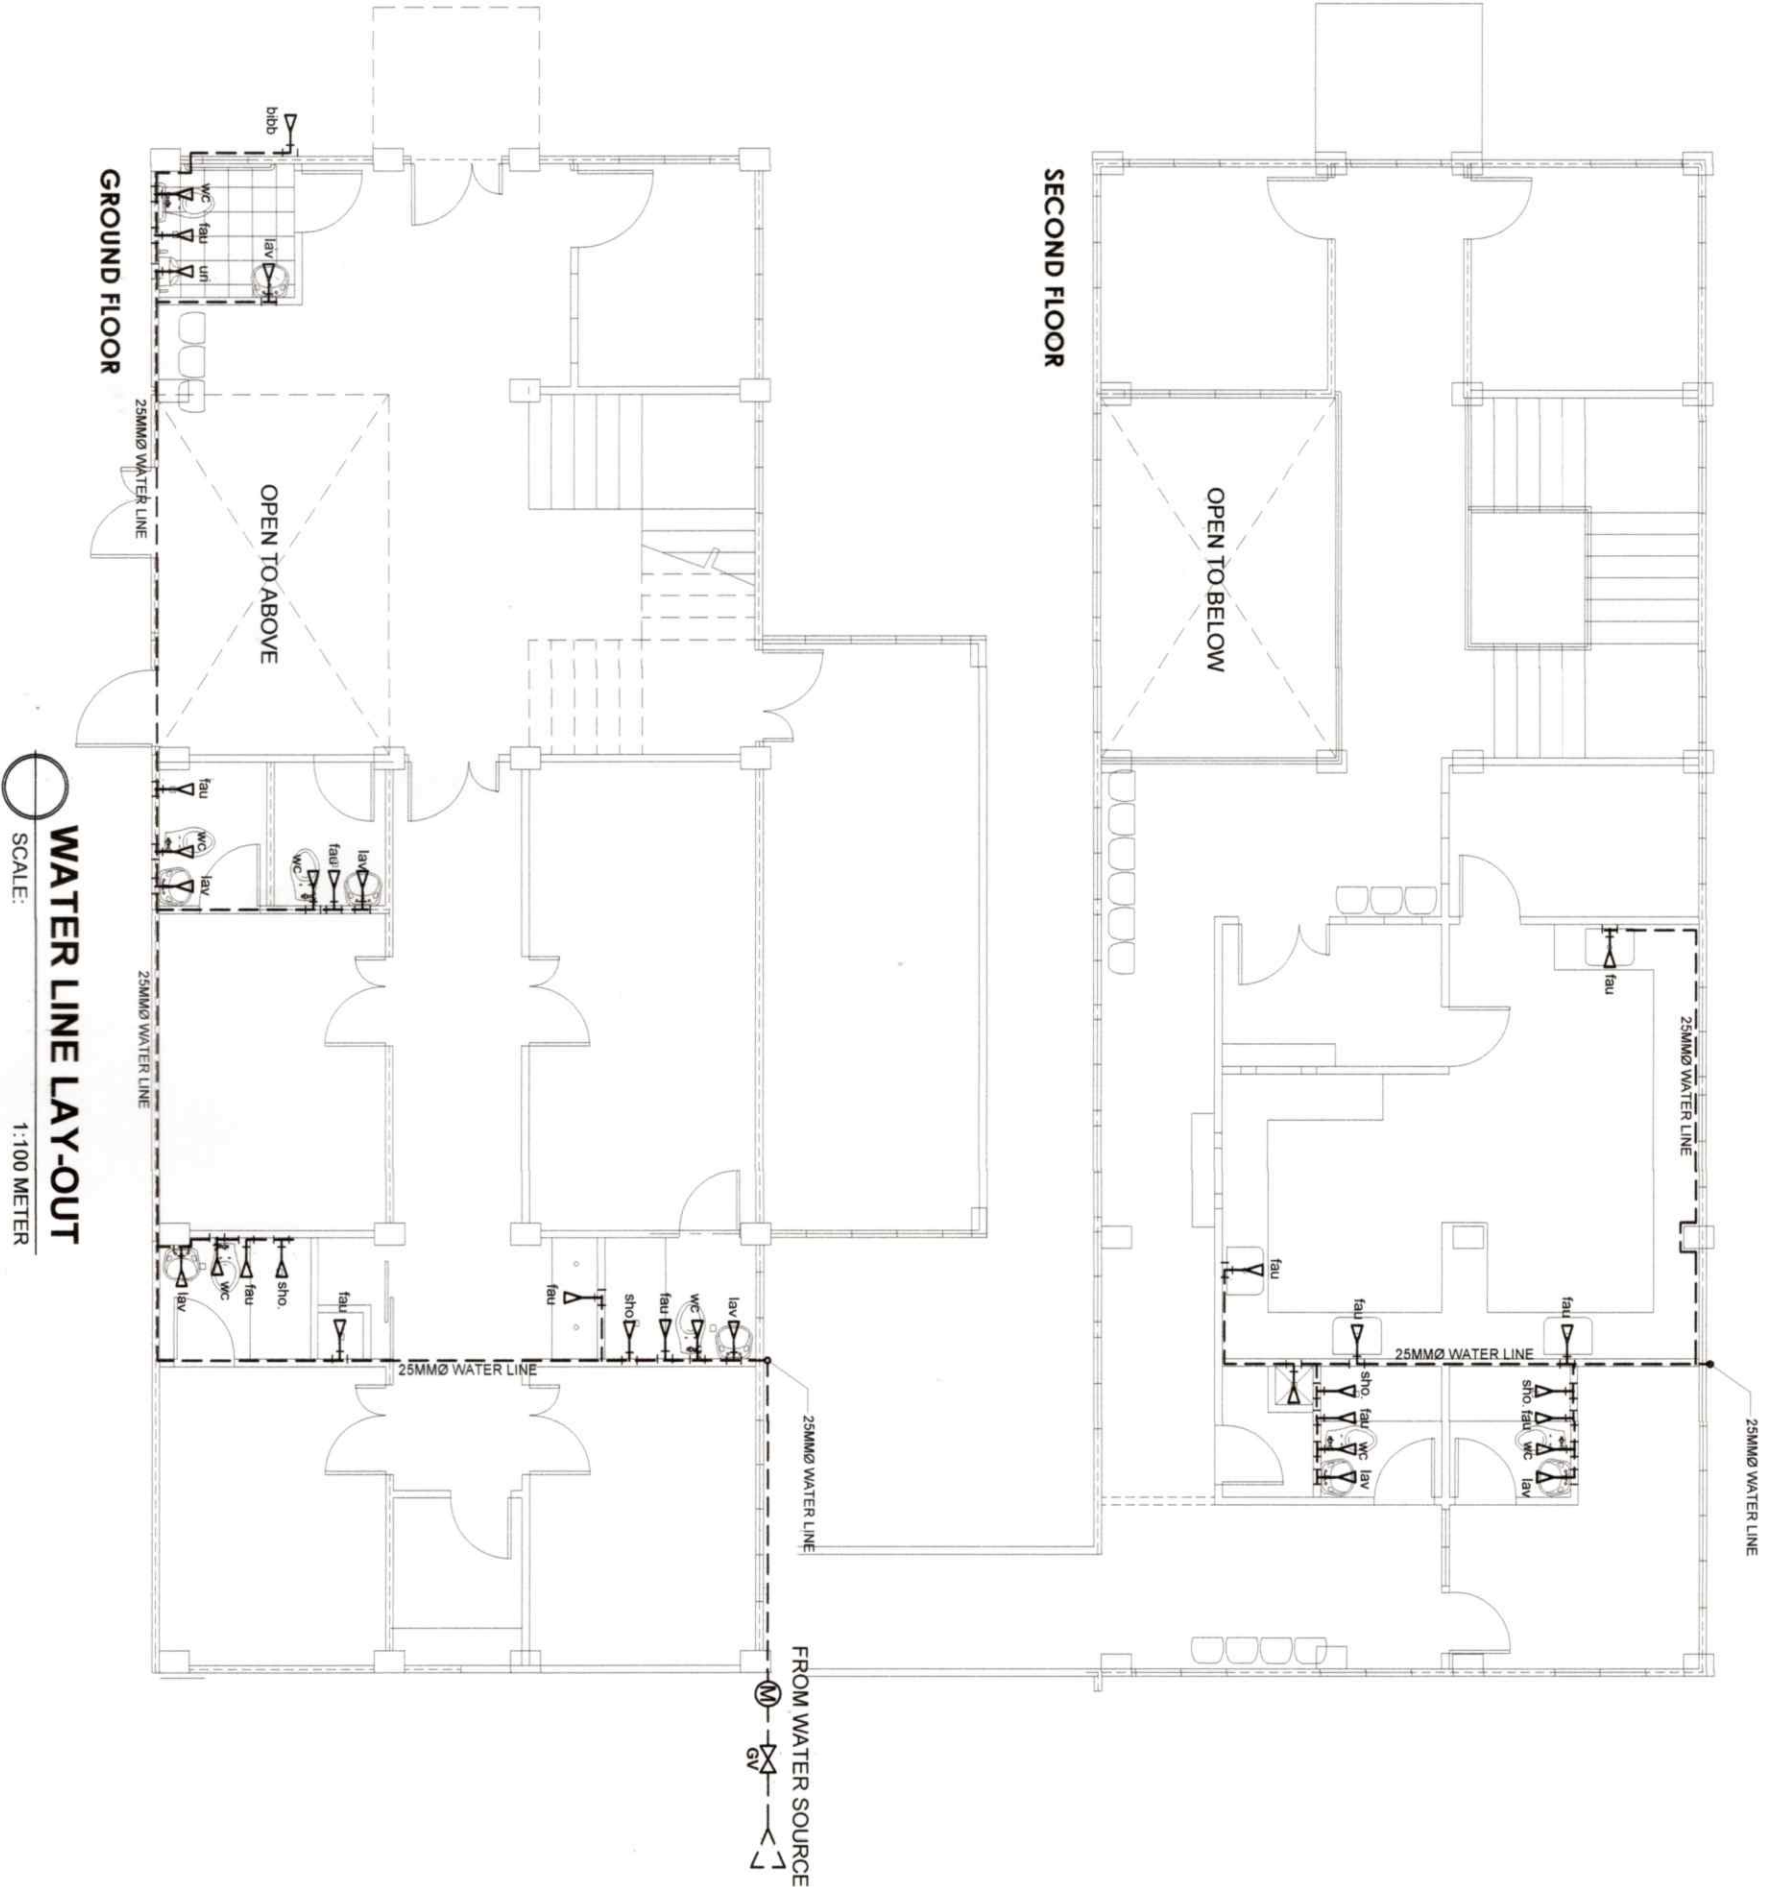 SECOND FLOOR
OPEN TO BELOW
fau
25MMØ WATER LINE
fau
fau
fau
25MMØ WATER LINE
sho.
fau
wc
lav
sho.
fau
wc
lav
25MMØ WATER LINE
GROUND FLOOR
bibb
wc
fau
uri
lav
25MMØ WATER LINE
OPEN TO ABOVE
fau
wc
lav
wc
fau
lav
25MMØ WATER LINE
lav
wc
fau
sho.
fau
fau
sho.
fau
wc
lav
25MMØ WATER LINE
25MMØ WATER LINE
FROM WATER SOURCE
M
GV
WATER LINE LAY-OUT
SCALE:
1:100 METER